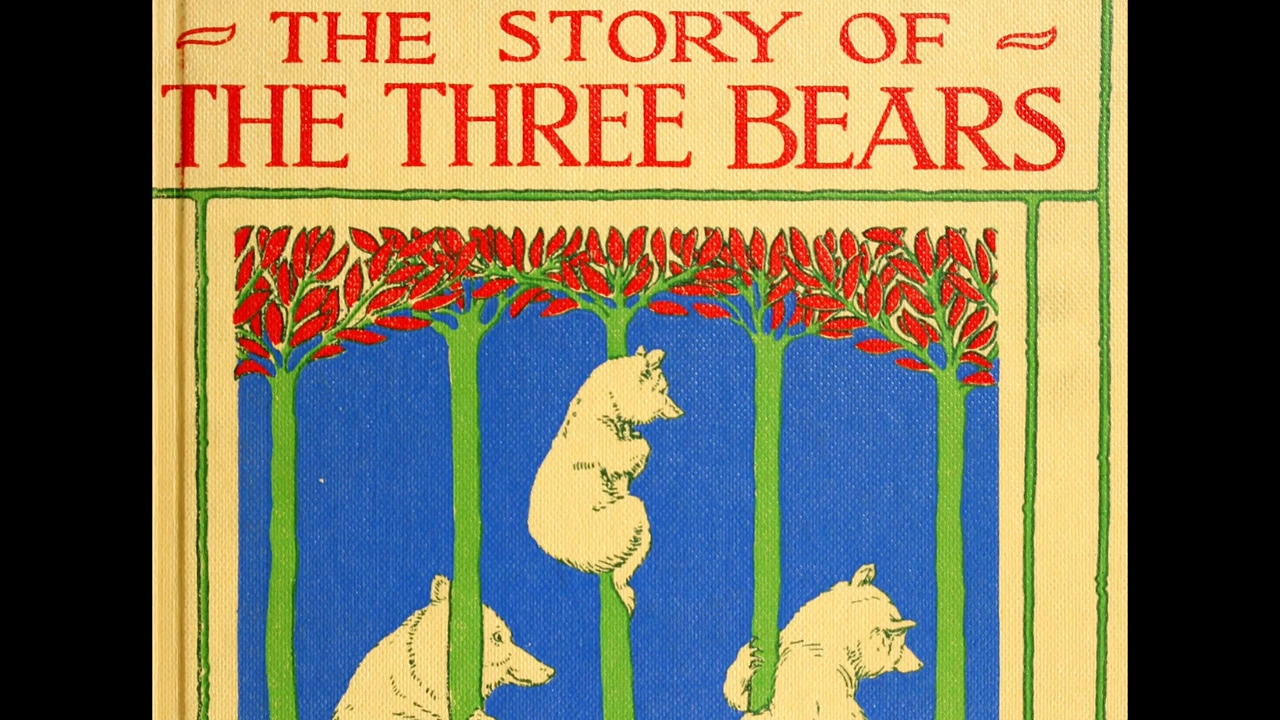 ~ THE STORY OF ~
THE THREE BEARS